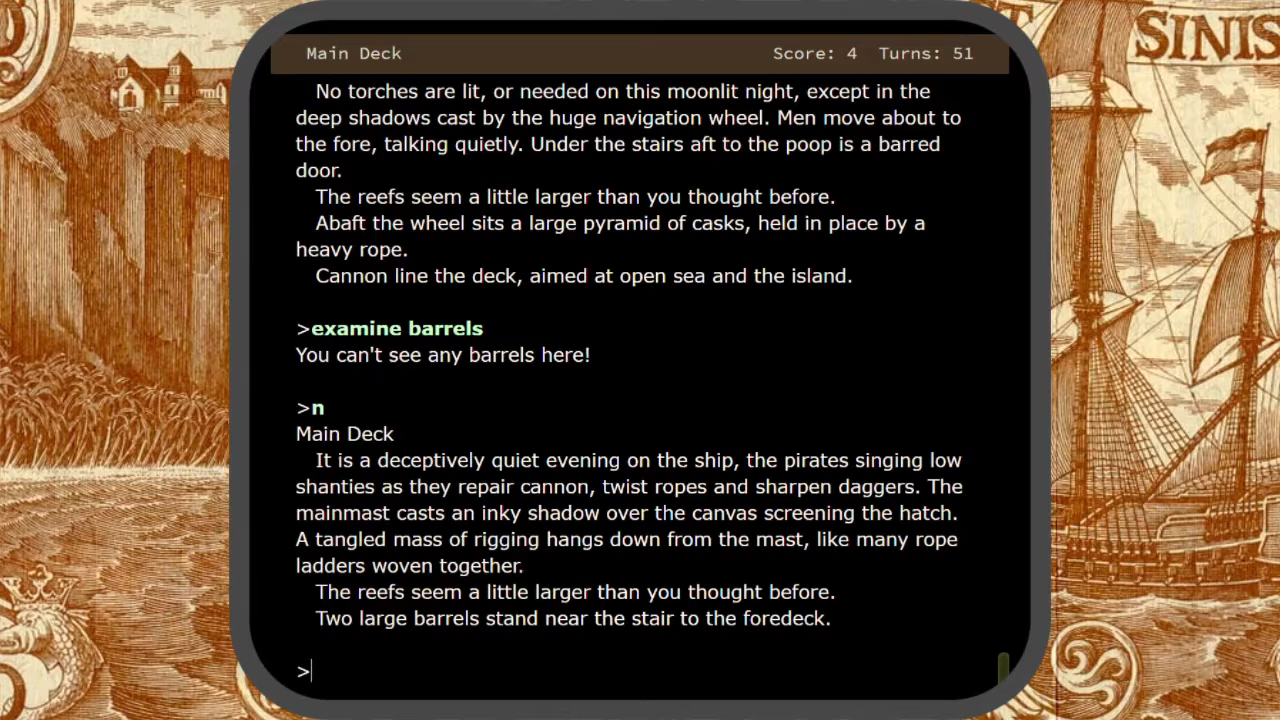 SINIS
Main Deck Score: 4 Turns: 51
No torches are lit, or needed on this moonlit night, except in the
deep shadows cast by the huge navigation wheel. Men move about to
the fore, talking quietly. Under the stairs aft to the poop is a barred
door.
The reefs seem a little larger than you thought before.
Abaft the wheel sits a large pyramid of casks, held in place by a
heavy rope.
Cannon line the deck, aimed at open sea and the island.
>examine barrels
You can't see any barrels here!
>n
Main Deck
It is a deceptively quiet evening on the ship, the pirates singing low
shanties as they repair cannon, twist ropes and sharpen daggers. The
mainmast casts an inky shadow over the canvas screening the hatch.
A tangled mass of rigging hangs down from the mast, like many rope
ladders woven together.
The reefs seem a little larger than you thought before.
Two large barrels stand near the stair to the foredeck.
>